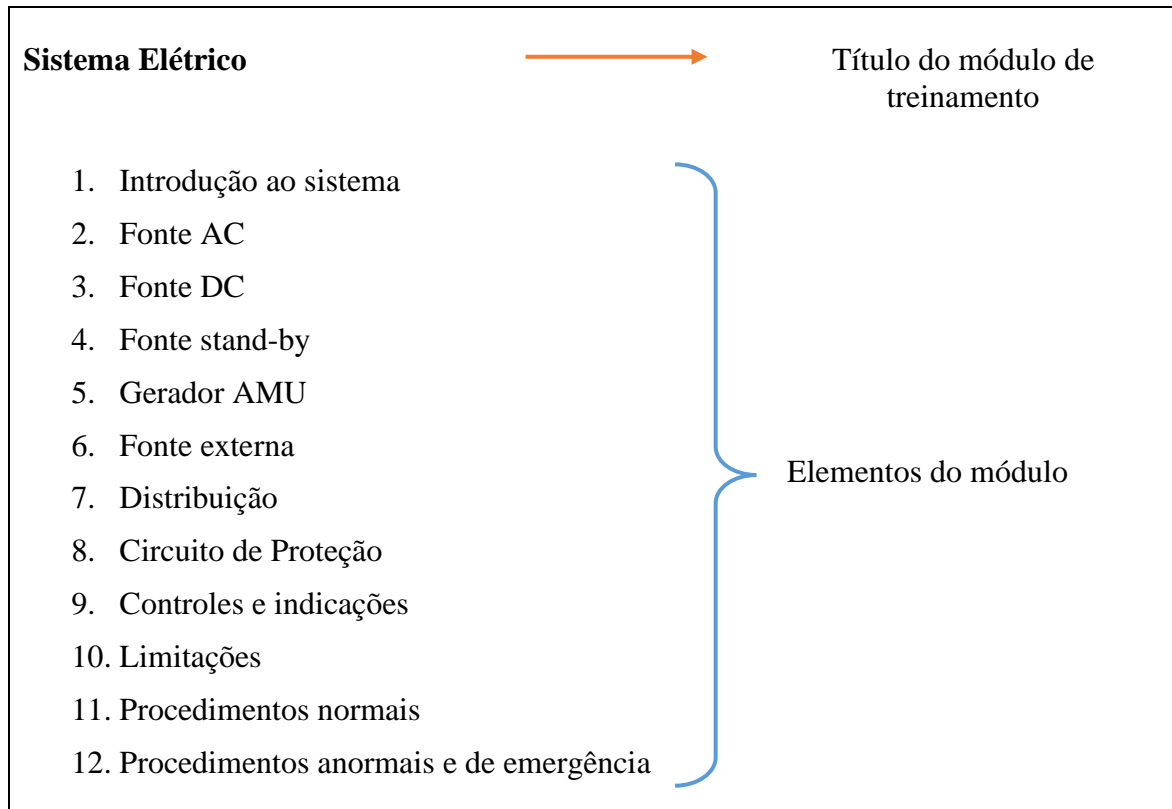 Sistema Elétrico
Título do módulo de
treinamento
1. Introdução ao sistema
2. Fonte AC
3. Fonte DC
4. Fonte stand-by
5. Gerador AMU
6. Fonte externa
7. Distribuição
8. Circuito de Proteção
9. Controles e indicações
10. Limitações
11. Procedimentos normais
12. Procedimentos anormais e de emergência
Elementos do módulo